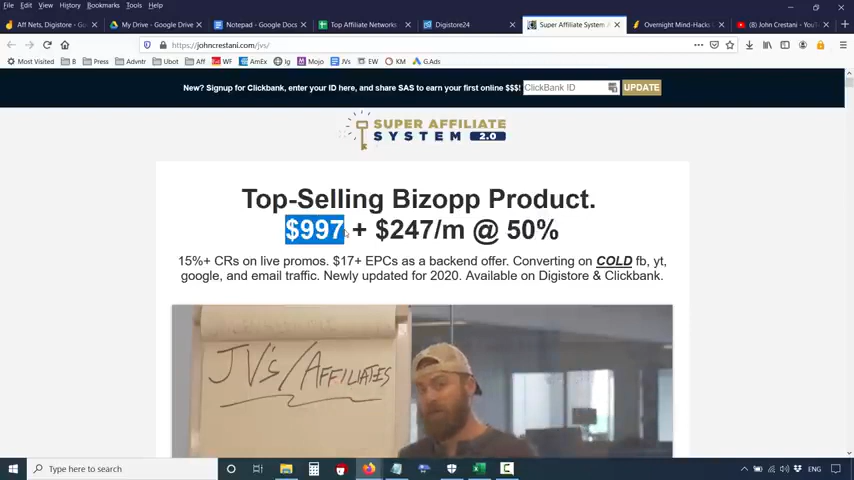 File Edit View History Bookmarks Tools Help
Aff Nets, Digistore - Goo
My Drive - Google Drive
Notepad - Google Docs
Top Affiliate Networks:
Digistore24
Super Affiliate System
Overnight Mind-Hacks
(8) John Crestani - YouT
https://johncrestani.com/jvs/
Most Visited B Press Advntr Ubot Aff WF AmEx Ig Mojo JVs EW KM G.Ads
New? Signup for Clickbank, enter your ID here, and share SAS to earn your first online $$$! ClickBank ID UPDATE
SUPER AFFILIATE
SYSTEM 2.0
Top-Selling Bizopp Product.
$997 + $247/m @ 50%
15%+ CRs on live promos. $17+ EPCs as a backend offer. Converting on COLD fb, yt,
google, and email traffic. Newly updated for 2020. Available on Digistore & Clickbank.
JV's/AFFILIATES
Type here to search
ENG